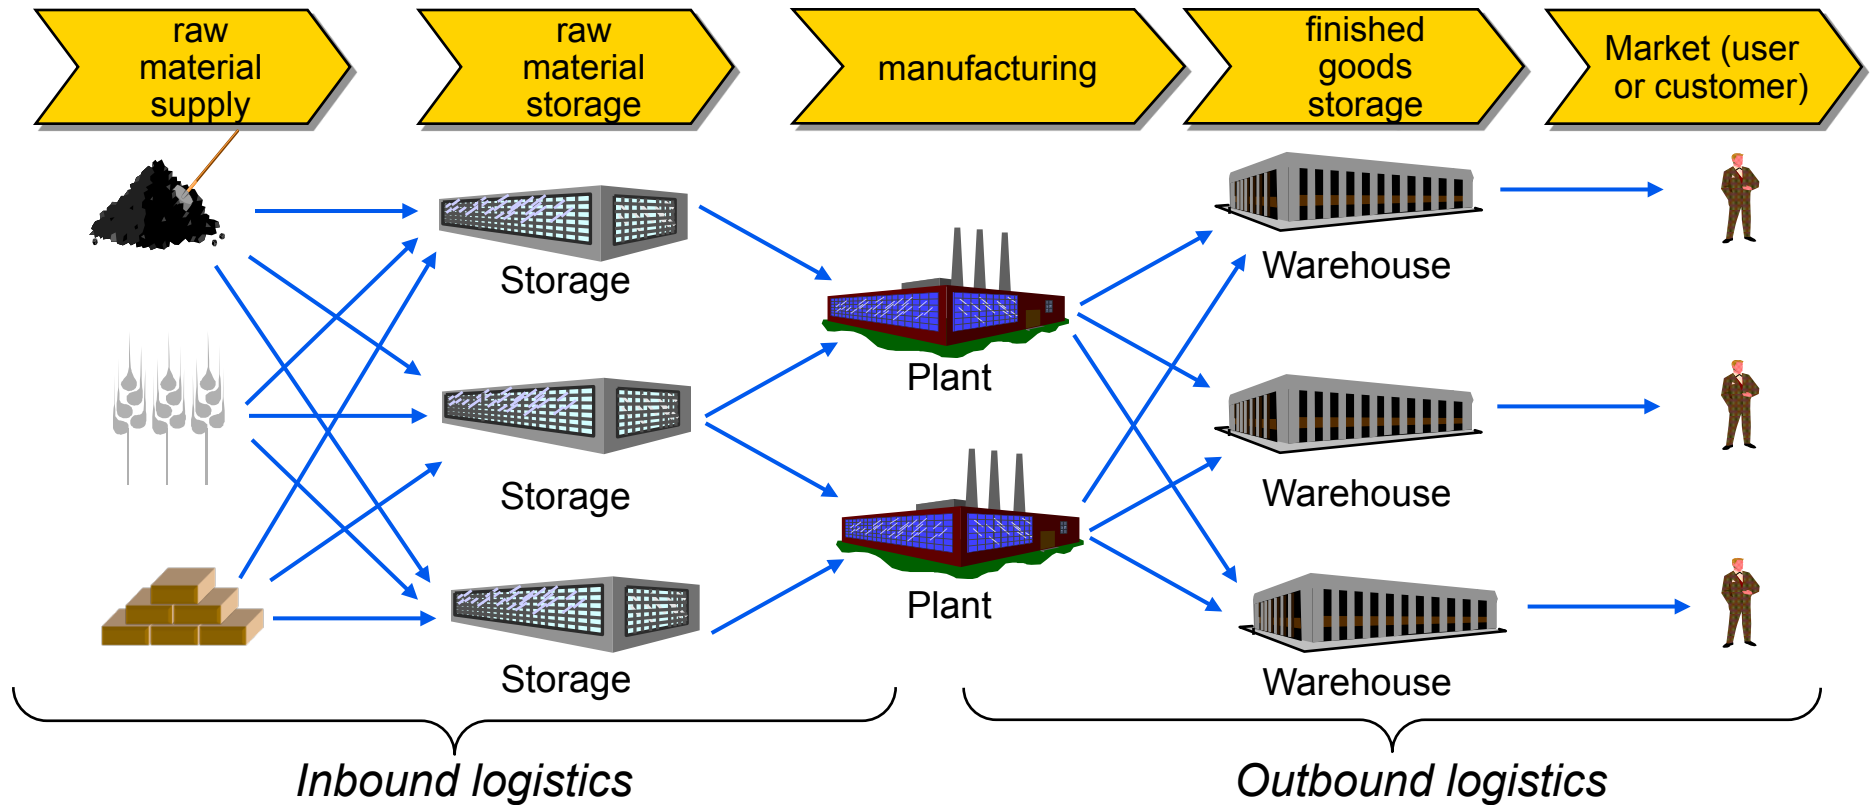 raw
material
supply
raw
material
storage
manufacturing
finished
goods
storage
Market (user
or customer)
Storage
Storage
Storage
Plant
Plant
Warehouse
Warehouse
Warehouse
Inbound logistics
Outbound logistics